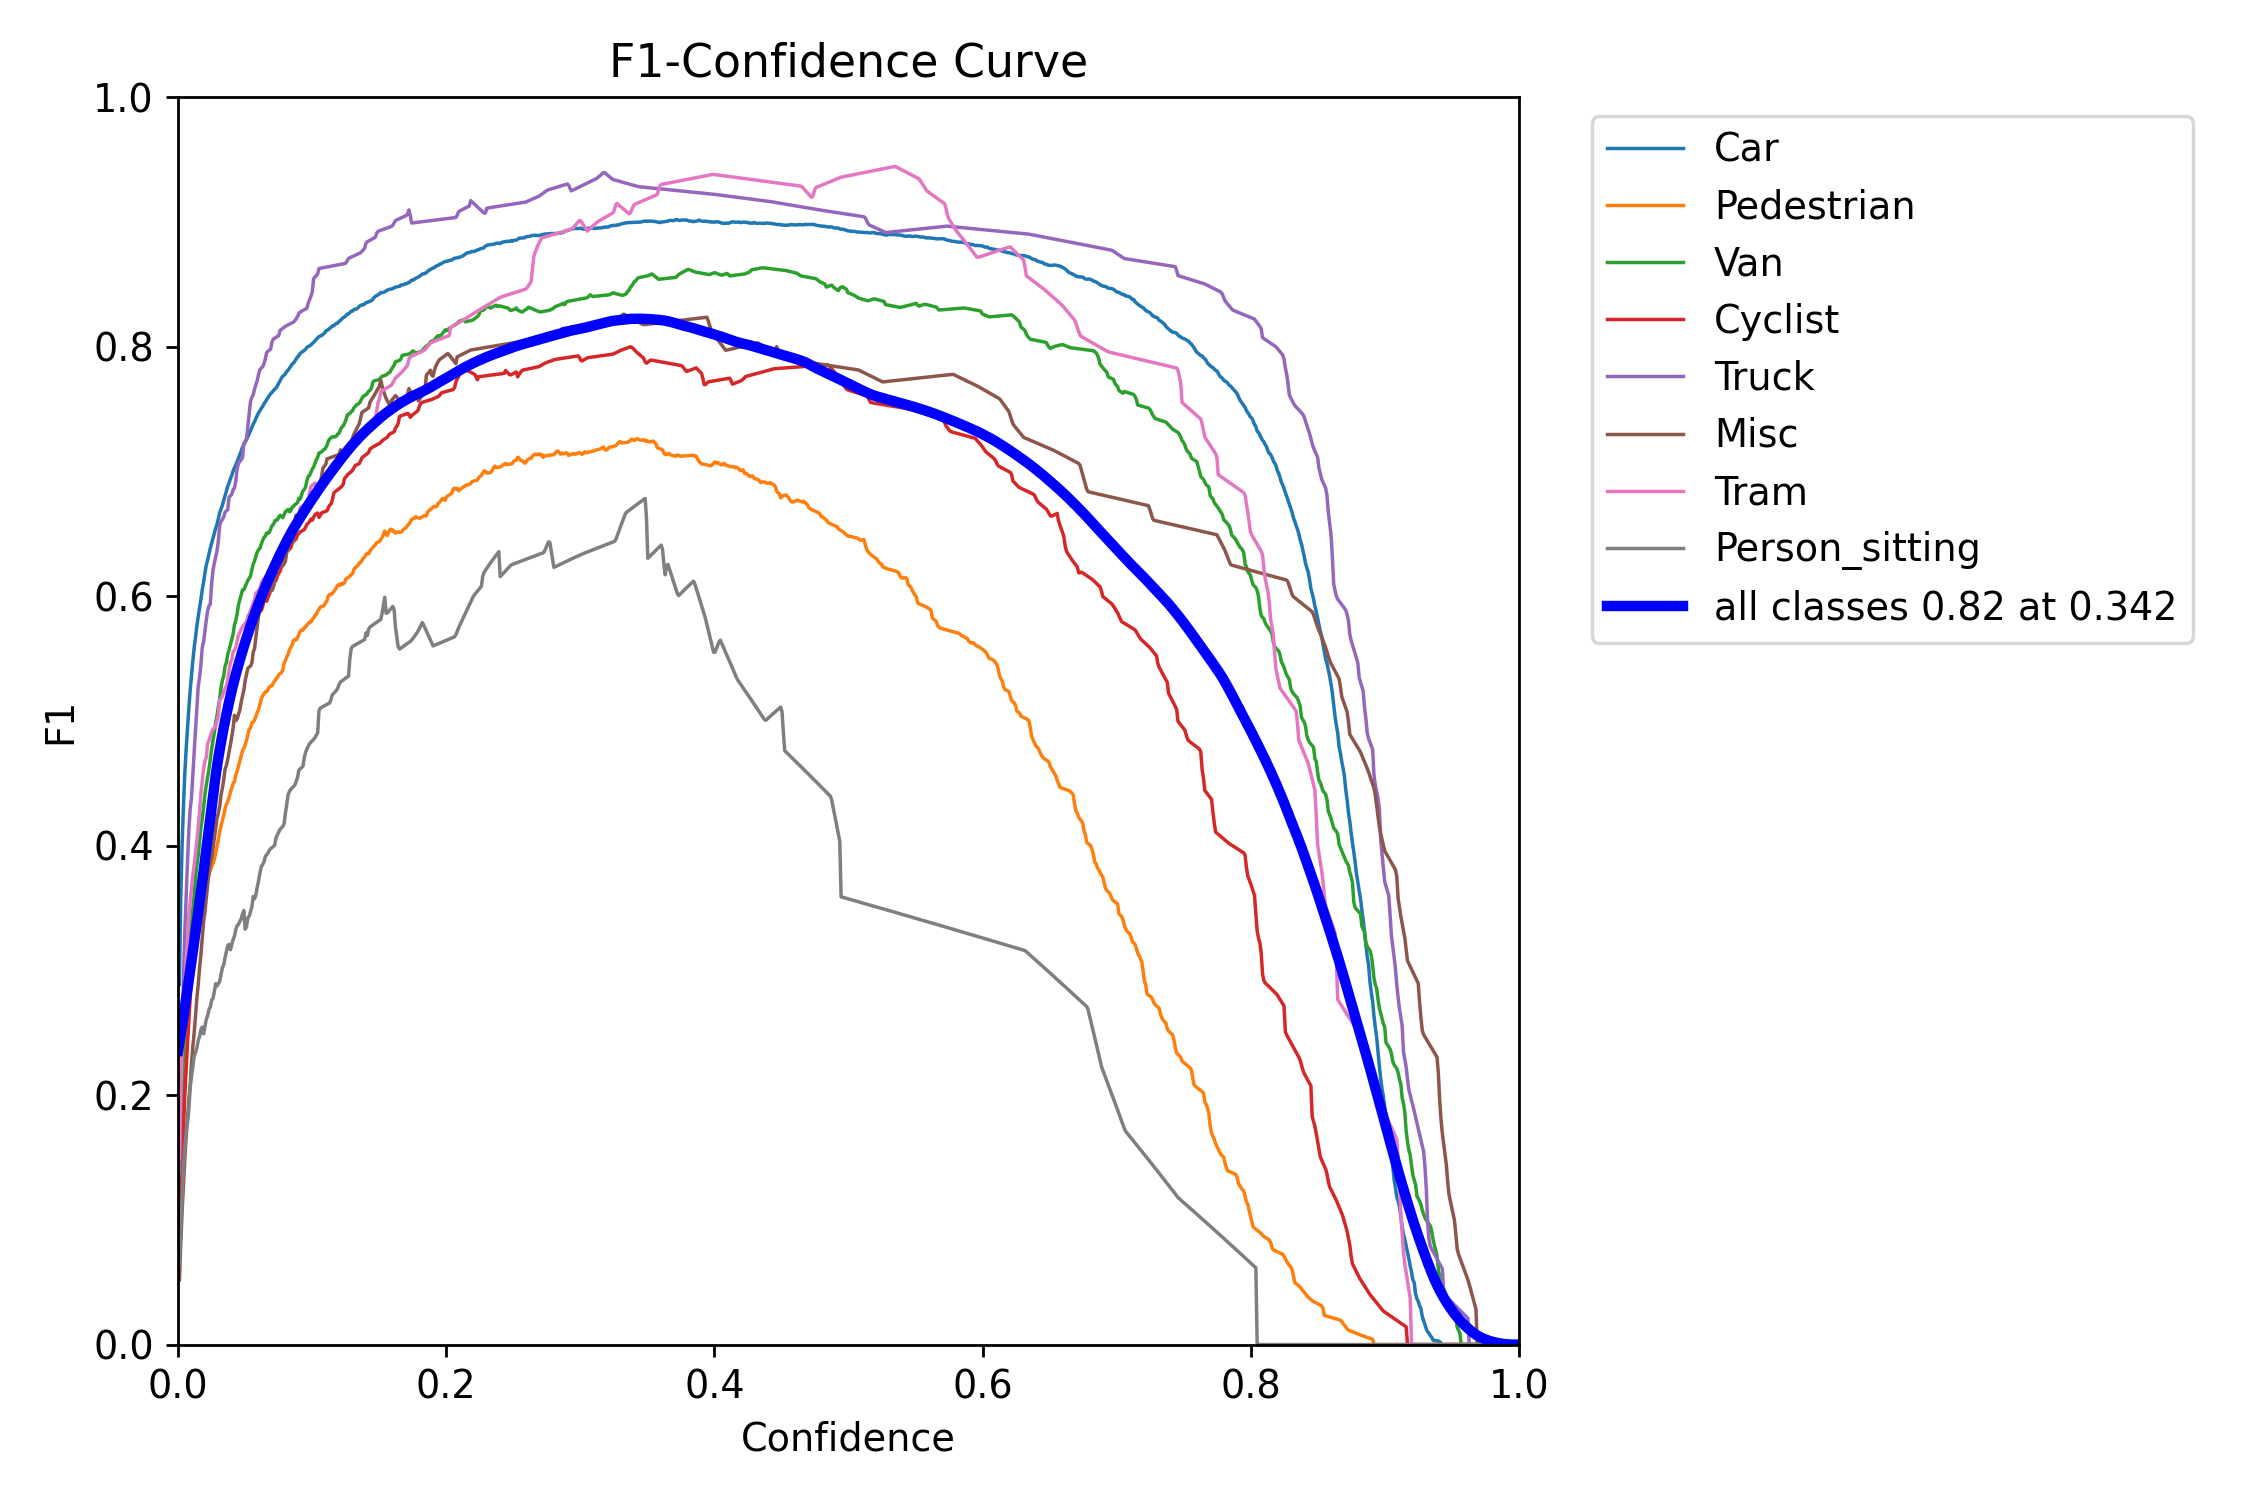 F1-Confidence Curve
1.0
0.8
0.6
0.4
0.2
0.0
F1
0.0 0.2 0.4 0.6 0.8 1.0
Confidence
Car
Pedestrian
Van
Cyclist
Truck
Misc
Tram
Person_sitting
all classes 0.82 at 0.342